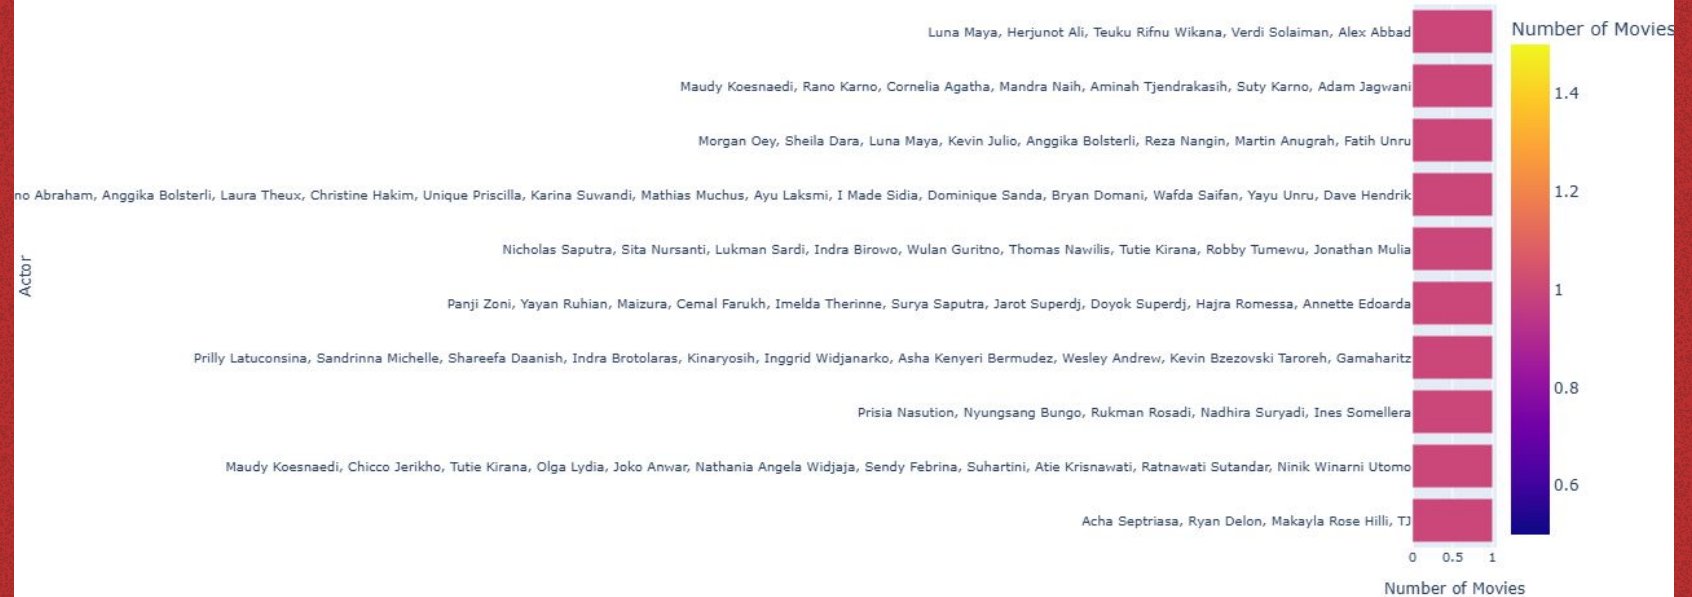 Luna Maya, Herjunot Ali, Teuku Rifnu Wikana, Verdi Solaiman, Alex Abbad
Number of Movies
Maudy Koesnaedi, Rano Karno, Cornelia Agatha, Mandra Naih, Aminah Tjendrakasih, Suty Karno, Adam Jagwani
1.4
Morgan Oey, Sheila Dara, Luna Maya, Kevin Julio, Anggika Bolsterli, Reza Nangin, Martin Anugrah, Fatih Unru
no Abraham, Anggika Bolsterli, Laura Theux, Christine Hakim, Unique Priscilla, Karina Suwandi, Mathias Muchus, Ayu Laksmi, I Made Sidia, Dominique Sanda, Bryan Domani, Wafda Saifan, Yayu Unru, Dave Hendrik
1.2
Nicholas Saputra, Sita Nursanti, Lukman Sardi, Indra Birowo, Wulan Guritno, Thomas Nawilis, Tutie Kirana, Robby Tumewu, Jonathan Mulia
Actor
Panji Zoni, Yayan Ruhian, Maizura, Cemal Farukh, Imelda Therinne, Surya Saputra, Jarot Superdj, Doyok Superdj, Hajra Romessa, Annette Edoarda
1
Prilly Latuconsina, Sandrinna Michelle, Shareefa Daanish, Indra Brotolaras, Kinaryosih, Inggrid Widjanarko, Asha Kenyeri Bermudez, Wesley Andrew, Kevin Bzezovski Taroreh, Gamaharitz
0.8
Prisia Nasution, Nyungsang Bungo, Rukman Rosadi, Nadhira Suryadi, Ines Somellera
Maudy Koesnaedi, Chicco Jerikho, Tutie Kirana, Olga Lydia, Joko Anwar, Nathania Angela Widjaja, Sendy Febrina, Suhartini, Atie Krisnawati, Ratnawati Sutandar, Ninik Winarni Utomo
0.6
Acha Septriasa, Ryan Delon, Makayla Rose Hilli, TJ
0 0.5 1
Number of Movies